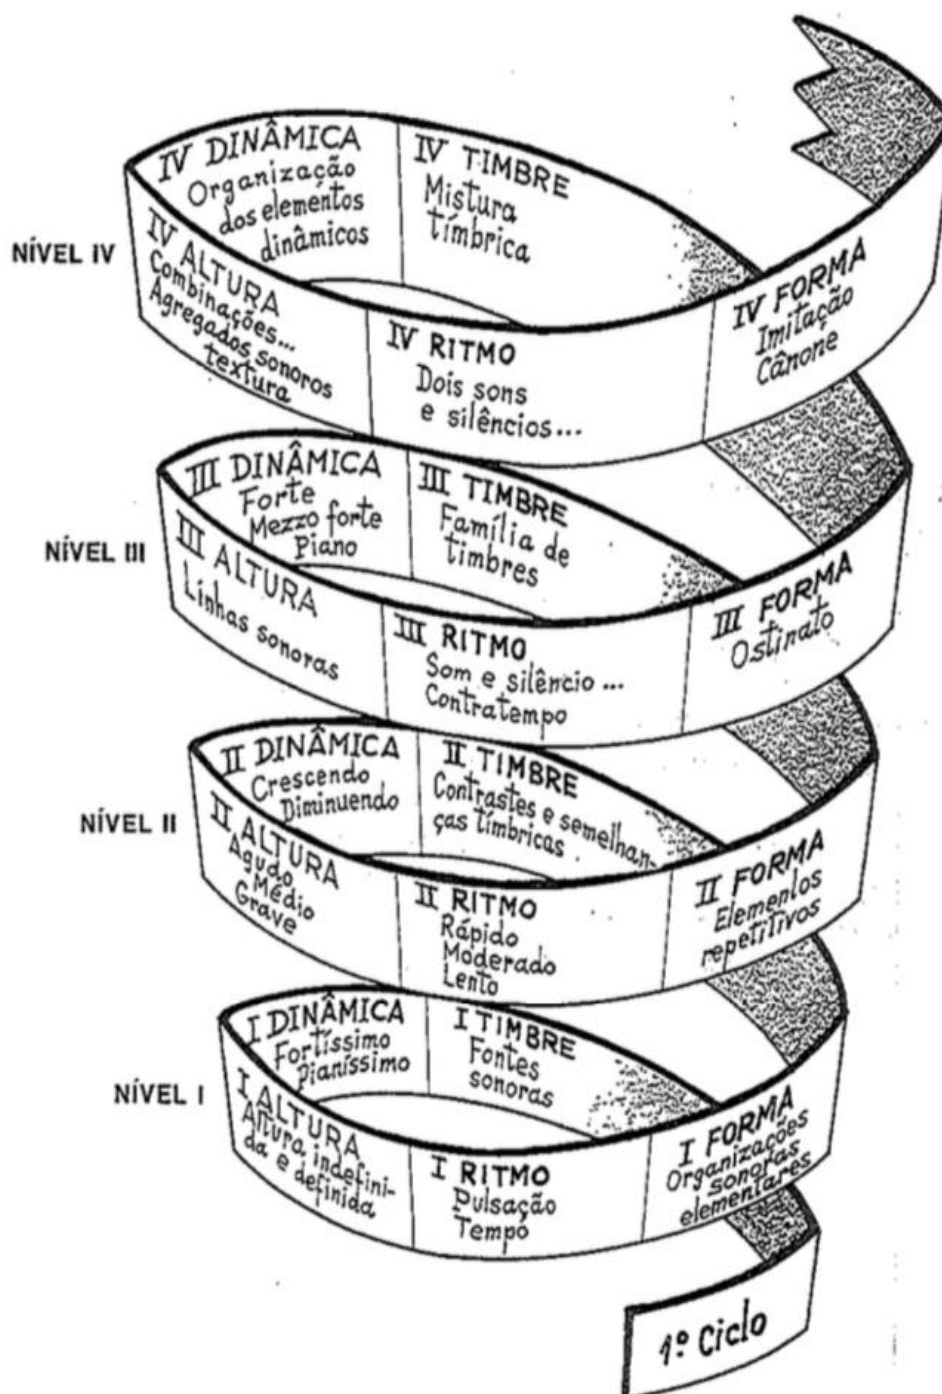 IV DINÂMICA
Organização
dos elementos
dinâmicos
IV TIMBRE
Mistura
tímbrica
NÍVEL IV
IV ALTURA
Combinações...
Agregados sonoros
textura
IV RITMO
Dois sons
e silêncios...
IV FORMA
Imitação
Cânone
III DINÂMICA
Forte
Mezzo forte
Piano
III TIMBRE
Família de
timbres
NÍVEL III
III ALTURA
Linhas sonoras
III RITMO
Som e silêncio ...
Contratempo
III FORMA
Ostinato
II DINÂMICA
Crescendo
Diminuendo
II TIMBRE
Contrastes e semelhan-
ças tímbricas
NÍVEL II
II ALTURA
Agudo
Médio
Grave
II RITMO
Rápido
Moderado
Lento
II FORMA
Elementos
repetitivos
I DINÂMICA
Fortíssimo
Pianíssimo
I TIMBRE
Fontes
sonoras
NÍVEL I
I ALTURA
Altura indefini-
da e definida
I RITMO
Pulsação
Tempo
I FORMA
Organizações
sonoras
elementares
1º Ciclo